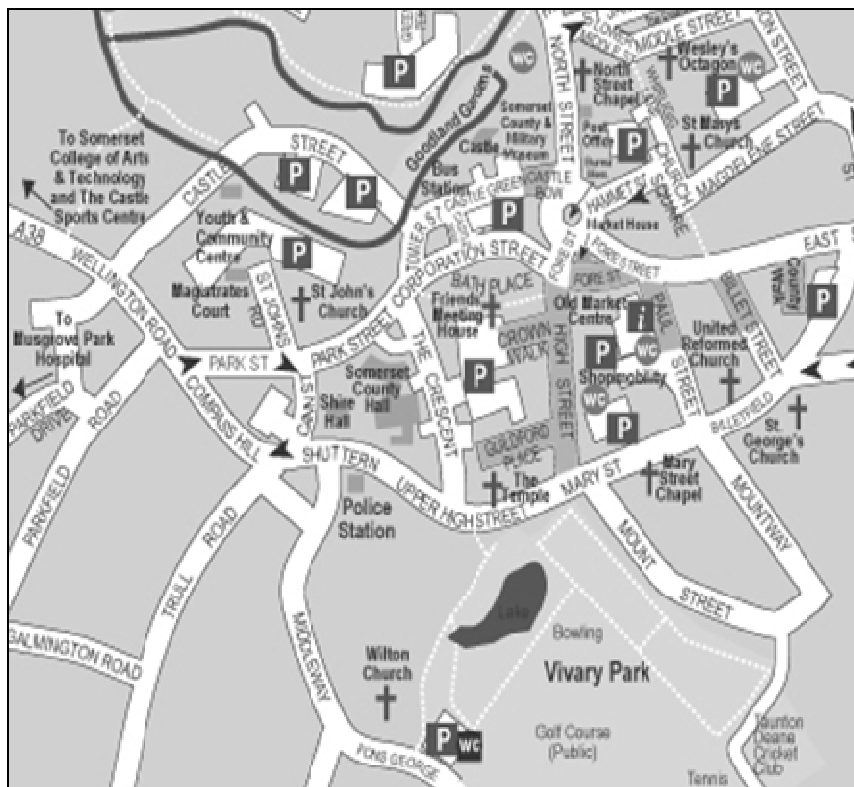 NORTH STREET
MIDDLE STREET
Wesley's
Octagon
WC
North
Street
Chapel
P
WC
P
To Somerset
College of Arts
& Technology
and The Castle
Sports Centre
CASTLE STREET
Goodland Gardens
Somerset
County &
Military
Museum
Castle
Post
Office
P
St Marys
Church
MAGDELENE STREET
CHURCH SQUARE
Bus
Station
P
P
CASTLE GREEN
CASTLE
BOW
HAMMET ST
Market House
P
A38
WELLINGTON ROAD
Youth &
Community
Centre
P
TOWER ST
CORPORATION STREET
FORE ST
FORE STREET
EAST
Magistrates
Court
ST JOHNS
RD
St John's
Church
BATH PLACE
FORE ST
County
Walk
P
Friends
Meeting
House
Old Market
Centre
i
PAUL STREET
BILLET STREET
To
Musgrove Park
Hospital
PARK ST
PARK STREET
THE CRESCENT
CROWN
WALK
HIGH STREET
P
WC
United
Reformed
Church
Somerset
County
Hall
P
Shopmobility
PARKFIELD
DRIVE
PARKFIELD ROAD
COMPASS HILL
CANN ST
Shire
Hall
WC
P
BILLETFIELD
St.
George's
Church
SHUTTERN
GUILDFORD
PLACE
The
Temple
MARY ST
Mary
Street
Chapel
UPPER HIGH STREET
Police
Station
MOUNTWAY
MOUNT STREET
TRULL ROAD
MIDDLEWAY
GALMINGTON ROAD
Lake
Bowling
Wilton
Church
Vivary Park
P
WC
FONS GEORGE
Golf Course
(Public)
Taunton
Deane
Cricket
Club
Tennis